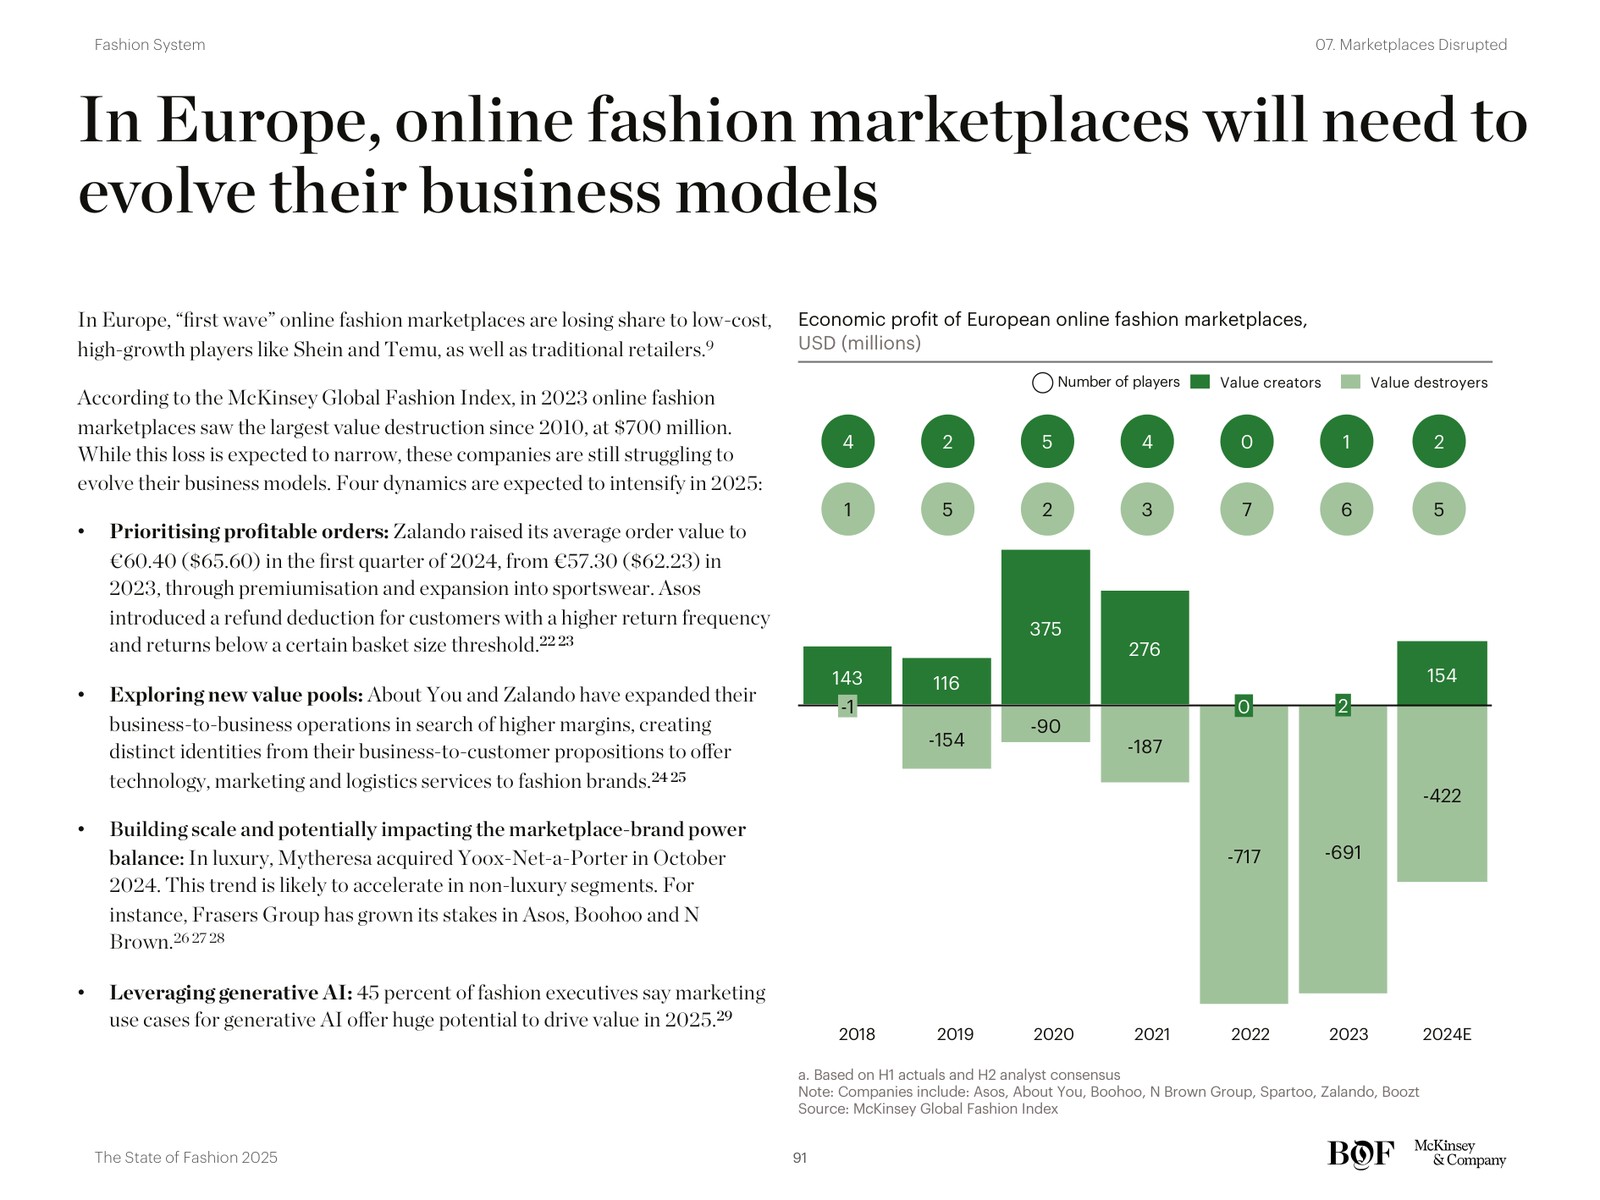 Fashion System
07. Marketplaces Disrupted
In Europe, online fashion marketplaces will need to
evolve their business models
In Europe, “first wave” online fashion marketplaces are losing share to low-cost,
high-growth players like Shein and Temu, as well as traditional retailers.9
According to the McKinsey Global Fashion Index, in 2023 online fashion
marketplaces saw the largest value destruction since 2010, at $700 million.
While this loss is expected to narrow, these companies are still struggling to
evolve their business models. Four dynamics are expected to intensify in 2025:
• Prioritising profitable orders: Zalando raised its average order value to
€60.40 ($65.60) in the first quarter of 2024, from €57.30 ($62.23) in
2023, through premiumisation and expansion into sportswear. Asos
introduced a refund deduction for customers with a higher return frequency
and returns below a certain basket size threshold.22 23
• Exploring new value pools: About You and Zalando have expanded their
business-to-business operations in search of higher margins, creating
distinct identities from their business-to-customer propositions to offer
technology, marketing and logistics services to fashion brands.24 25
• Building scale and potentially impacting the marketplace-brand power
balance: In luxury, Mytheresa acquired Yoox-Net-a-Porter in October
2024. This trend is likely to accelerate in non-luxury segments. For
instance, Frasers Group has grown its stakes in Asos, Boohoo and N
Brown.26 27 28
• Leveraging generative AI: 45 percent of fashion executives say marketing
use cases for generative AI offer huge potential to drive value in 2025.29
Economic profit of European online fashion marketplaces,
USD (millions)
Number of players Value creators Value destroyers
4 2 5 4 0 1 2
1 5 2 3 7 6 5
143 116 375 276 0 2 154
-1 -154 -90 -187 -717 -691 -422
2018 2019 2020 2021 2022 2023 2024E
a. Based on H1 actuals and H2 analyst consensus
Note: Companies include: Asos, About You, Boohoo, N Brown Group, Spartoo, Zalando, Boozt
Source: McKinsey Global Fashion Index
The State of Fashion 2025
91
BOF
McKinsey
& Company